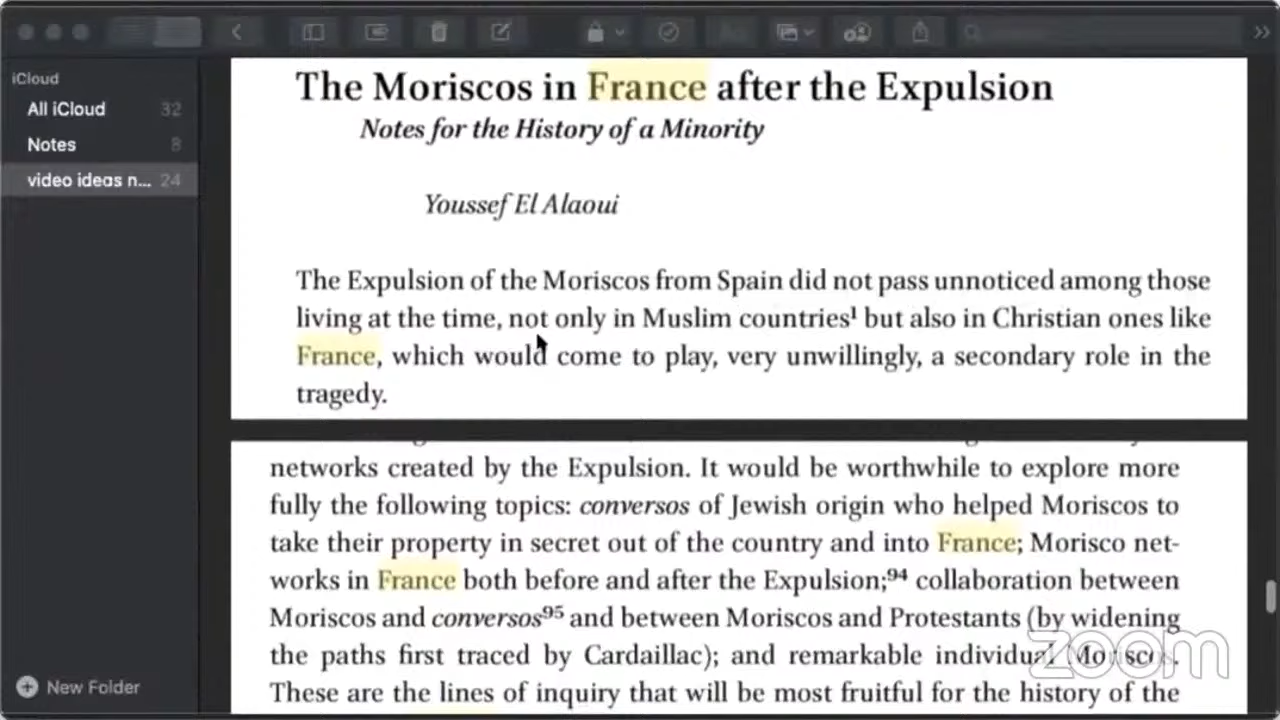 iCloud
All iCloud 32
Notes 8
video ideas n... 24
New Folder
The Moriscos in France after the Expulsion
Notes for the History of a Minority
Youssef El Alaoui
The Expulsion of the Moriscos from Spain did not pass unnoticed among those
living at the time, not only in Muslim countries¹ but also in Christian ones like
France, which would come to play, very unwillingly, a secondary role in the
tragedy.
networks created by the Expulsion. It would be worthwhile to explore more
fully the following topics: conversos of Jewish origin who helped Moriscos to
take their property in secret out of the country and into France; Morisco net-
works in France both before and after the Expulsion;⁹⁴ collaboration between
Moriscos and conversos⁹⁵ and between Moriscos and Protestants (by widening
the paths first traced by Cardaillac); and remarkable individual Moriscos.
These are the lines of inquiry that will be most fruitful for the history of the
zoom